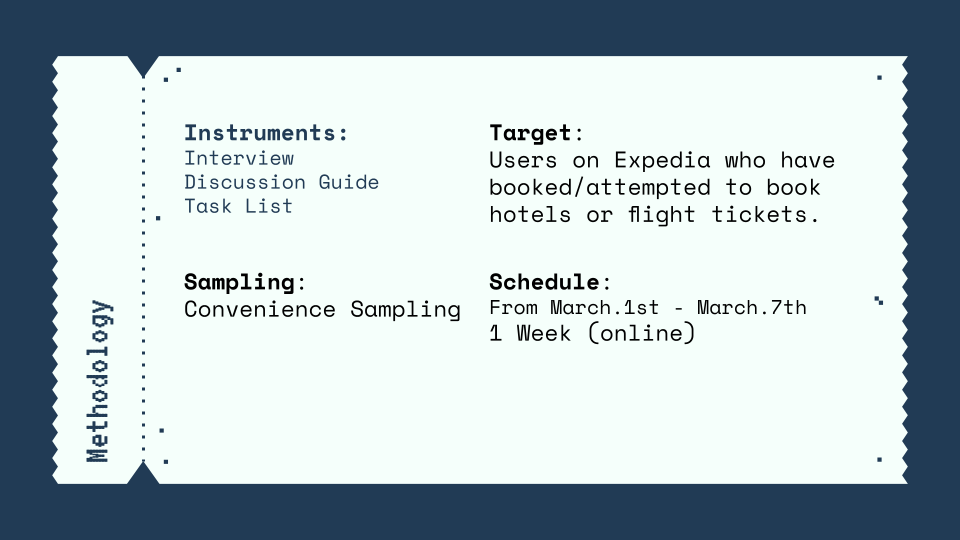 Methodology
Instruments:
Interview
Discussion Guide
Task List
Target:
Users on Expedia who have
booked/attempted to book
hotels or flight tickets.
Sampling:
Convenience Sampling
Schedule:
From March.1st - March.7th
1 Week (online)